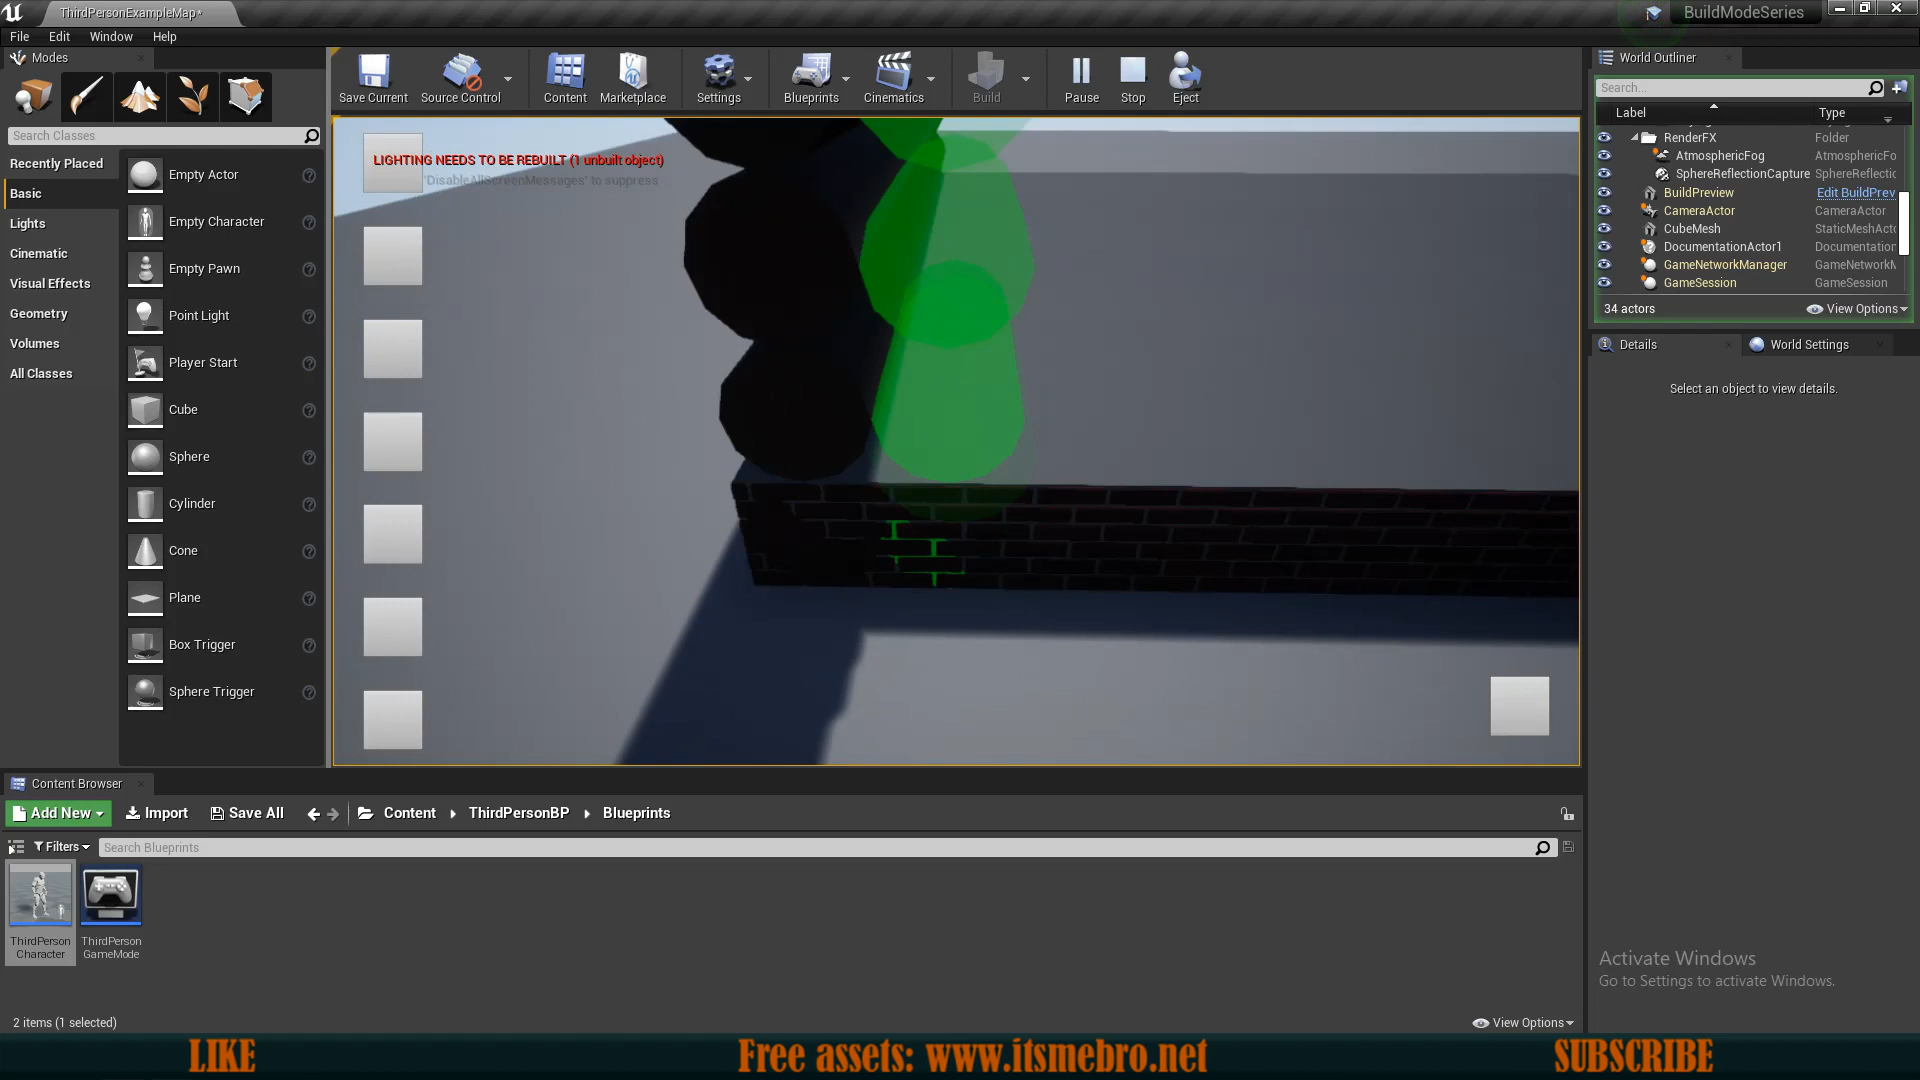 ThirdPersonExampleMap*
BuildModeSeries
File Edit Window Help
Modes
Save Current
Source Control
Content
Marketplace
Settings
Blueprints
Cinematics
Build
Pause
Stop
Eject
World Outliner
Search...
Label Type
RenderFX Folder
AtmosphericFog AtmosphericFo
SphereReflectionCapture SphereReflectic
BuildPreview Edit BuildPrev
CameraActor CameraActor
CubeMesh StaticMeshActo
DocumentationActor1 Documentation
GameNetworkManager GameNetworkM
GameSession GameSession
34 actors View Options
Details
World Settings
Select an object to view details.
Search Classes
Recently Placed
Basic
Lights
Cinematic
Visual Effects
Geometry
Volumes
All Classes
Empty Actor
Empty Character
Empty Pawn
Point Light
Player Start
Cube
Sphere
Cylinder
Cone
Plane
Box Trigger
Sphere Trigger
LIGHTING NEEDS TO BE REBUILT (1 unbuilt object)
'DisableAllScreenMessages' to suppress
Content Browser
Add New Import Save All Content ThirdPersonBP Blueprints
Filters Search Blueprints
ThirdPerson
Character
ThirdPerson
GameMode
2 items (1 selected)
View Options
Activate Windows
Go to Settings to activate Windows.
LIKE
Free assets: www.itsmebro.net
SUBSCRIBE